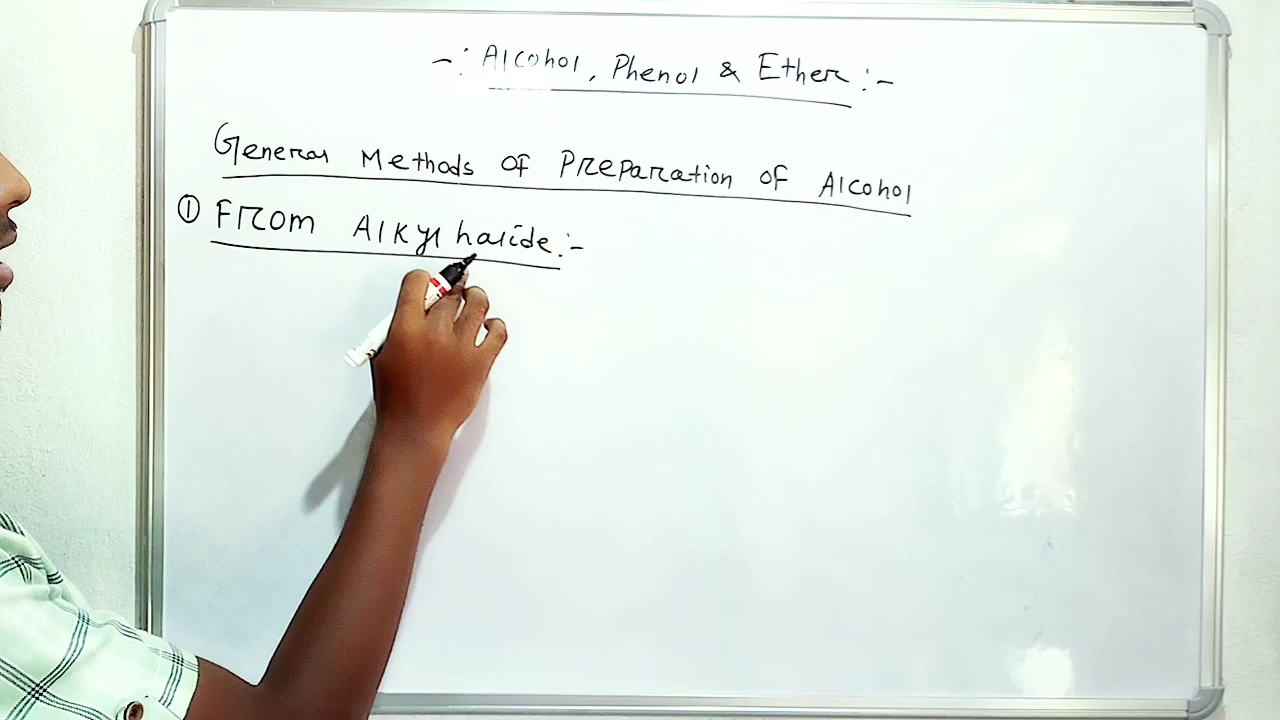 -: Alcohol, Phenol & Ether :-
General Methods of Preparation of Alcohol
① From Alkyl halide :-